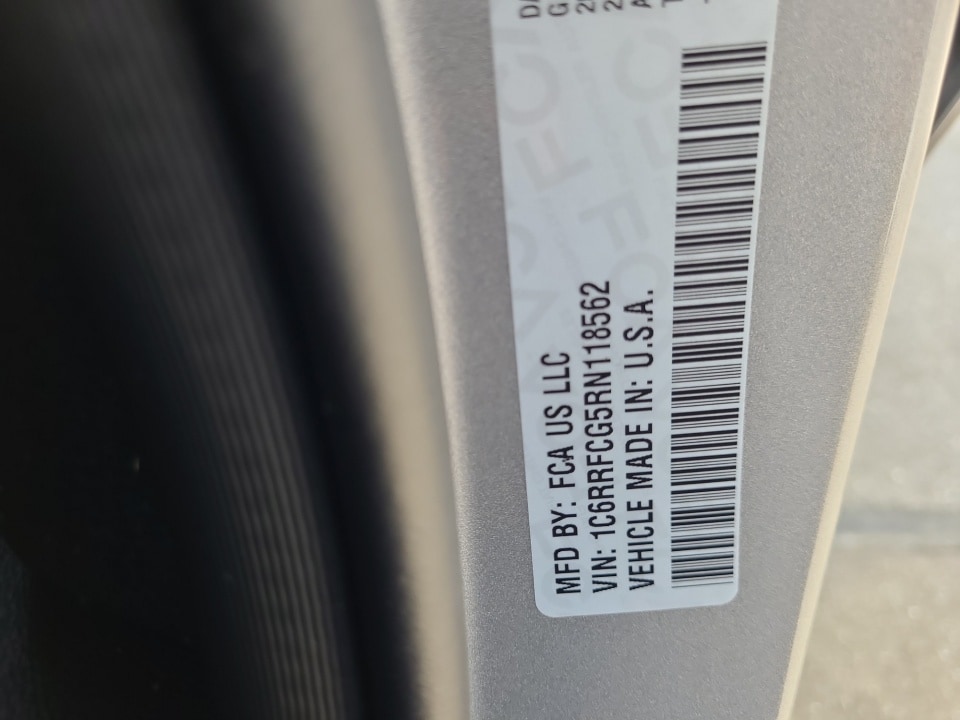 MFD BY: FCA US LLC
VIN: 1C6RRFCG5RN118562
VEHICLE MADE IN: U.S.A.